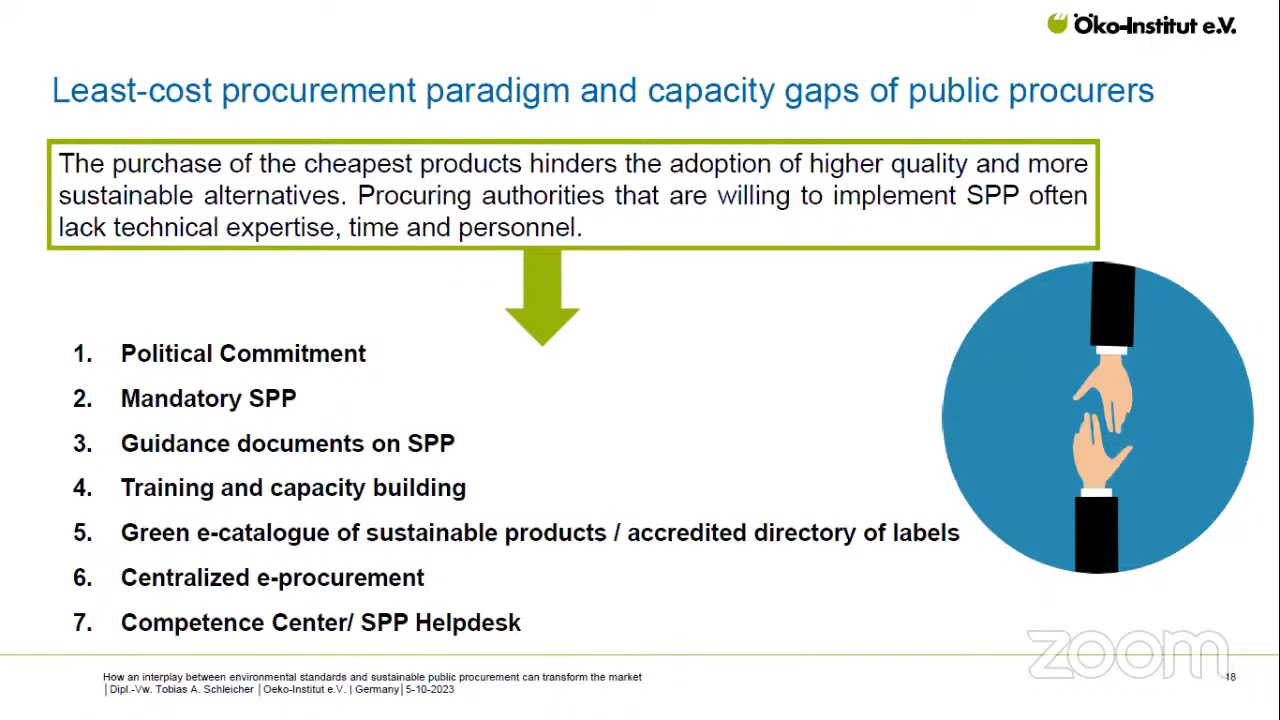 Öko-Institut e.V.
Least-cost procurement paradigm and capacity gaps of public procurers
The purchase of the cheapest products hinders the adoption of higher quality and more
sustainable alternatives. Procuring authorities that are willing to implement SPP often
lack technical expertise, time and personnel.
1. Political Commitment
2. Mandatory SPP
3. Guidance documents on SPP
4. Training and capacity building
5. Green e-catalogue of sustainable products / accredited directory of labels
6. Centralized e-procurement
7. Competence Center/ SPP Helpdesk
zoom
How an interplay between environmental standards and sustainable public procurement can transform the market
│Dipl.-Vw. Tobias A. Schleicher │Oeko-Institut e.V. | Germany│5-10-2023
18